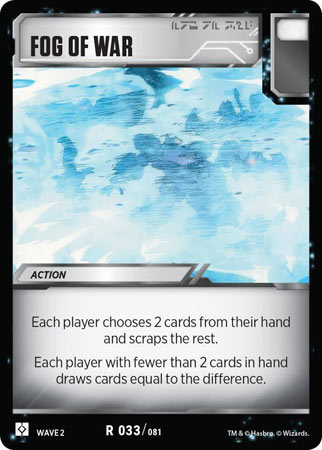 FOG OF WAR
ACTION
Each player chooses 2 cards from their hand
and scraps the rest.
Each player with fewer than 2 cards in hand
draws cards equal to the difference.
WAVE 2
R 033/081
TM & © Hasbro. © Wizards.